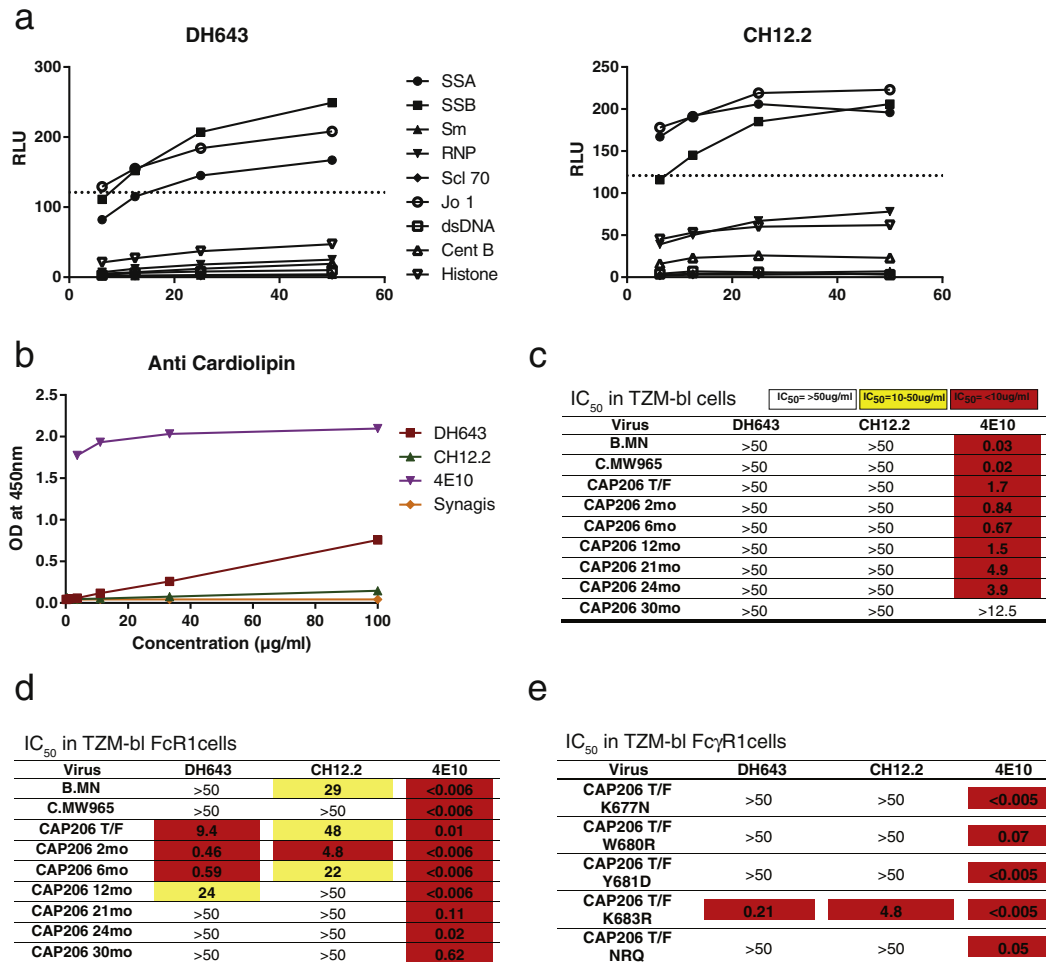 a
DH643
CH12.2
300
200
100
0
RLU
0 20 40 60
SSA
SSB
Sm
RNP
Scl 70
Jo 1
dsDNA
Cent B
Histone
250
200
150
100
50
0
RLU
0 20 40 60
b
Anti Cardiolipin
2.5
2.0
1.5
1.0
0.5
0.0
OD at 450nm
0 20 40 60 80 100
Concentration (µg/ml)
DH643
CH12.2
4E10
Synagis
c
IC50 in TZM-bl cells
IC50= >50ug/ml IC50=10-50ug/ml IC50= <10ug/ml
Virus DH643 CH12.2 4E10
B.MN >50 >50 0.03
C.MW965 >50 >50 0.02
CAP206 T/F >50 >50 1.7
CAP206 2mo >50 >50 0.84
CAP206 6mo >50 >50 0.67
CAP206 12mo >50 >50 1.5
CAP206 21mo >50 >50 4.9
CAP206 24mo >50 >50 3.9
CAP206 30mo >50 >50 >12.5
d
IC50 in TZM-bl FcR1cells
Virus DH643 CH12.2 4E10
B.MN >50 29 <0.006
C.MW965 >50 >50 <0.006
CAP206 T/F 9.4 48 0.01
CAP206 2mo 0.46 4.8 <0.006
CAP206 6mo 0.59 22 <0.006
CAP206 12mo 24 >50 <0.006
CAP206 21mo >50 >50 0.11
CAP206 24mo >50 >50 0.02
CAP206 30mo >50 >50 0.62
e
IC50 in TZM-bl FcγR1cells
Virus DH643 CH12.2 4E10
CAP206 T/F
K677N >50 >50 <0.005
CAP206 T/F
W680R >50 >50 0.07
CAP206 T/F
Y681D >50 >50 <0.005
CAP206 T/F
K683R 0.21 4.8 <0.005
CAP206 T/F
NRQ >50 >50 0.05